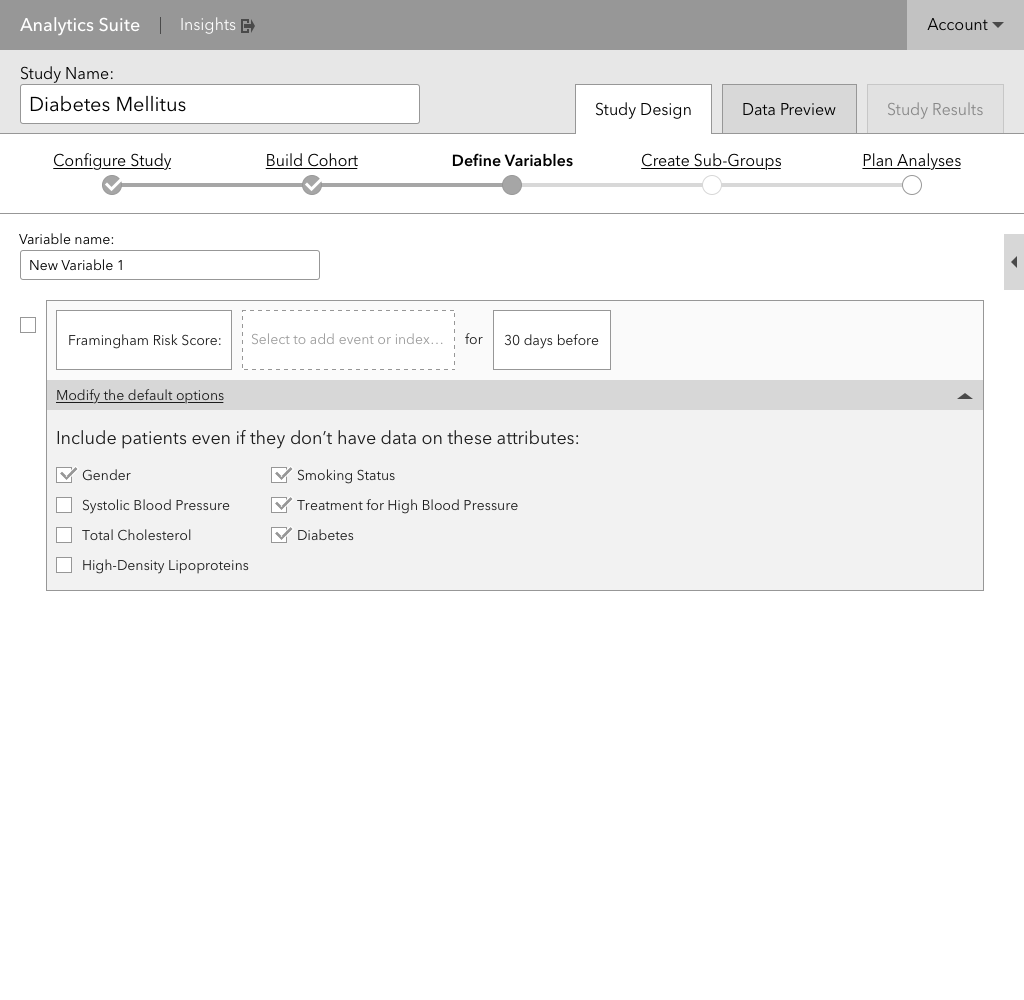 Analytics Suite | Insights Account
Study Name:
Diabetes Mellitus
Study Design Data Preview Study Results
Configure Study Build Cohort Define Variables Create Sub-Groups Plan Analyses
Variable name:
New Variable 1
Framingham Risk Score: Select to add event or index... for 30 days before
Modify the default options
Include patients even if they don’t have data on these attributes:
Gender Smoking Status
Systolic Blood Pressure Treatment for High Blood Pressure
Total Cholesterol Diabetes
High-Density Lipoproteins